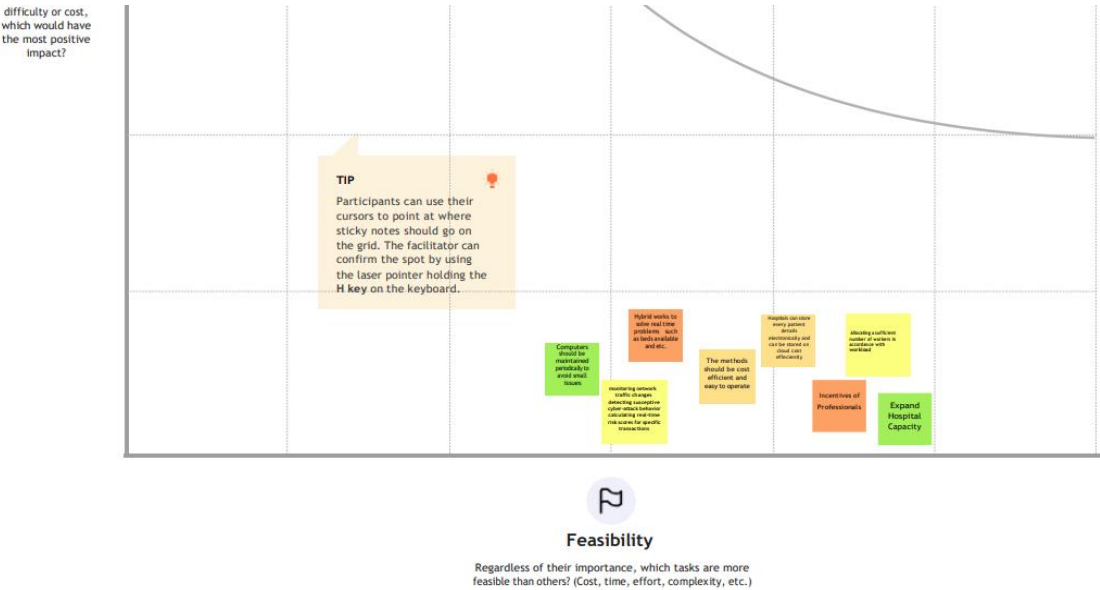 difficulty or cost,
which would have
the most positive
impact?
TIP
Participants can use their
cursors to point at where
sticky notes should go on
the grid. The facilitator can
confirm the spot by using
the laser pointer holding the
H key on the keyboard.
Computers
should be
maintained
periodically to
avoid small
issues
Hybrid works to
solve real time
problems such
as beds available
and etc.
monitoring network
traffic changes
detecting susceptive
cyber-attack behavior
calculating real-time
risk scores for specific
transactions
The methods
should be cost
efficient and
easy to operate
Hospitals can store
every patient
details
electronically and
can be stored on
cloud cost
efficiently
Allocating a sufficient
number of workers in
accordance with
workload
Incentives of
Professionals
Expand
Hospital
Capacity
Feasibility
Regardless of their importance, which tasks are more
feasible than others? (Cost, time, effort, complexity, etc.)